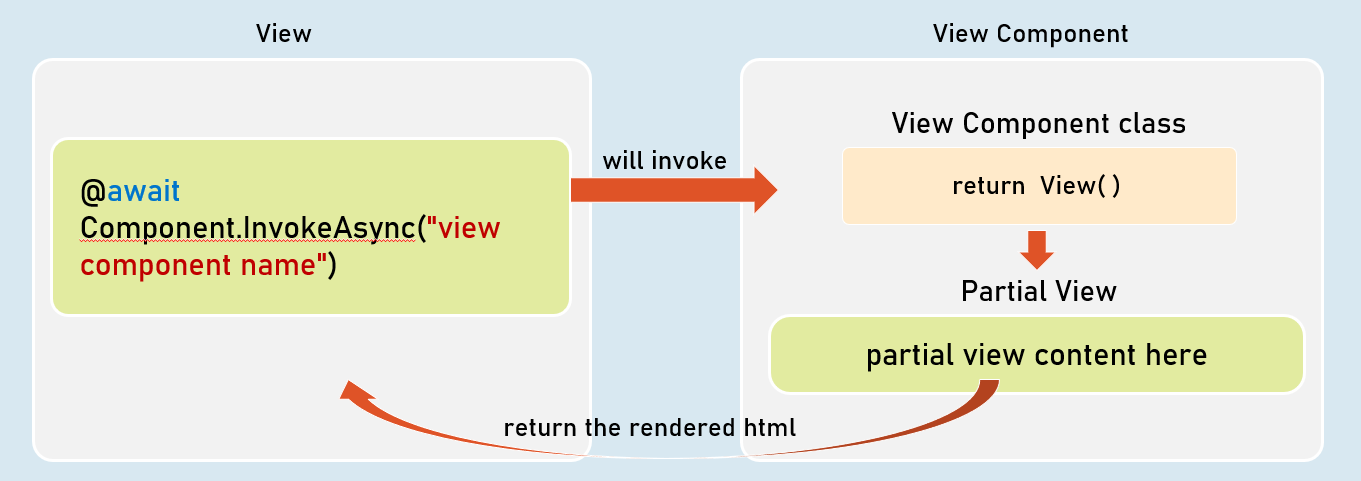 View
View Component
@await
Component.InvokeAsync("view
component name")
will invoke
View Component class
return View()
Partial View
partial view content here
return the rendered html